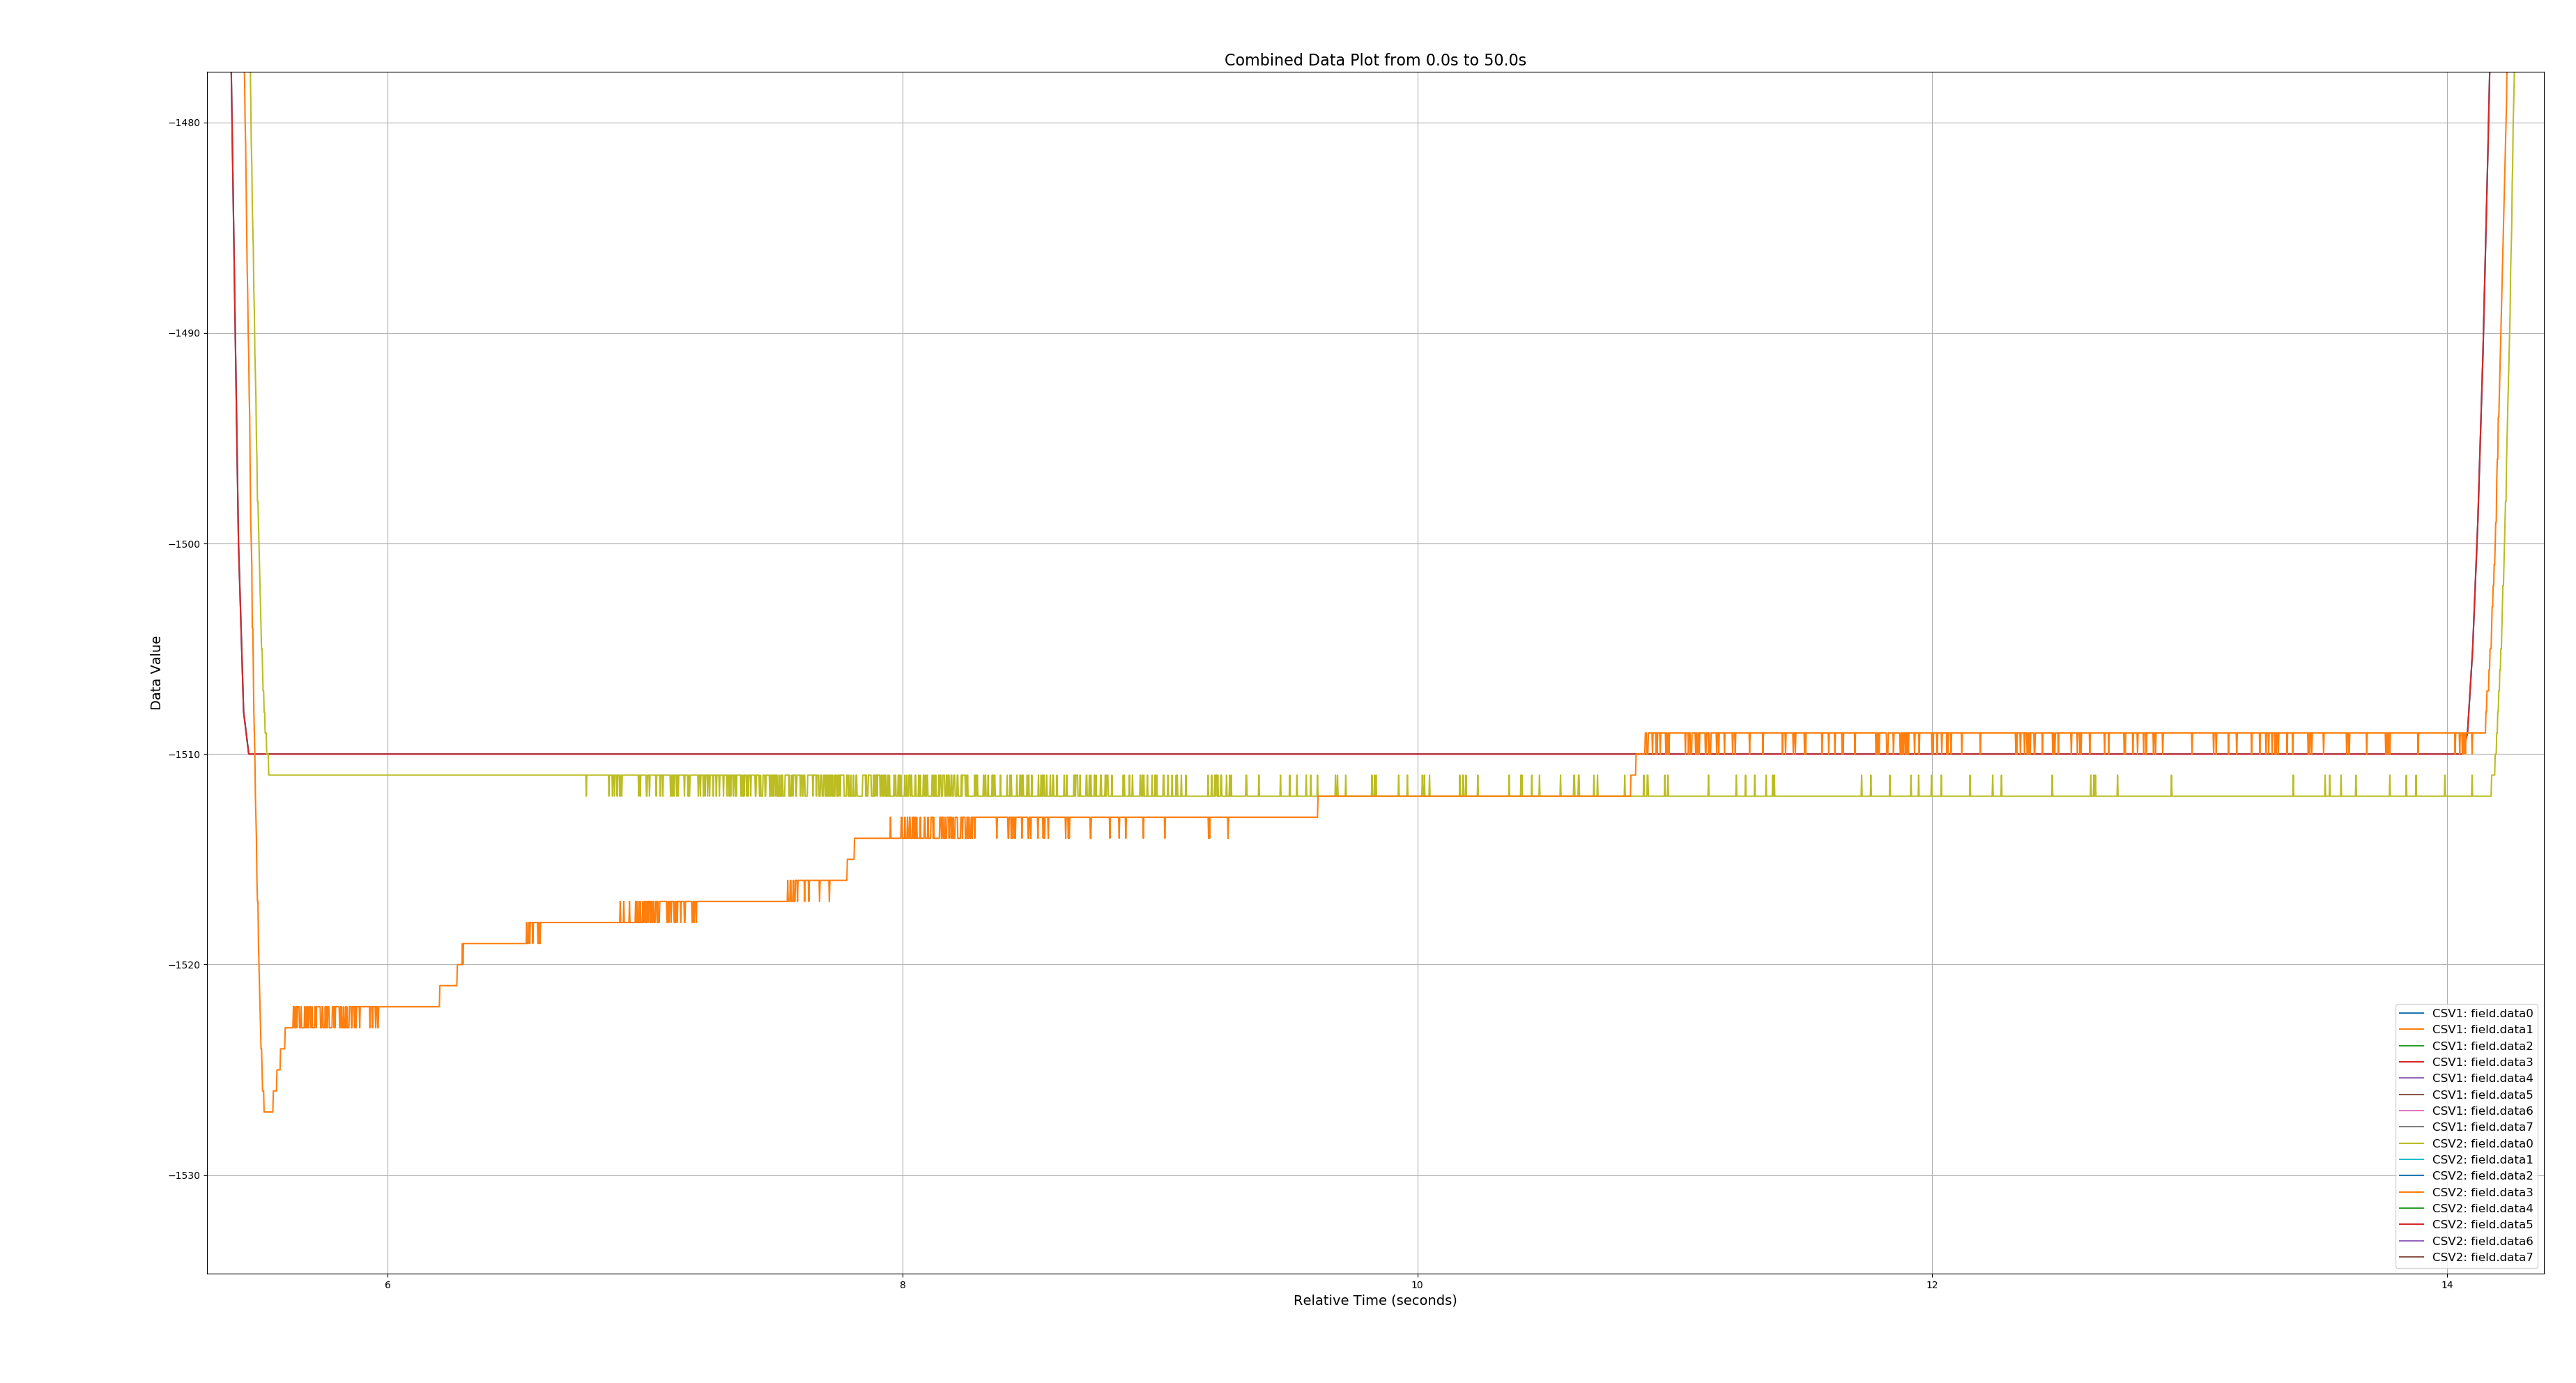 Combined Data Plot from 0.0s to 50.0s
−1480
−1490
−1500
−1510
−1520
−1530
Data Value
6
8
10
12
14
Relative Time (seconds)
CSV1: field.data0
CSV1: field.data1
CSV1: field.data2
CSV1: field.data3
CSV1: field.data4
CSV1: field.data5
CSV1: field.data6
CSV1: field.data7
CSV2: field.data0
CSV2: field.data1
CSV2: field.data2
CSV2: field.data3
CSV2: field.data4
CSV2: field.data5
CSV2: field.data6
CSV2: field.data7